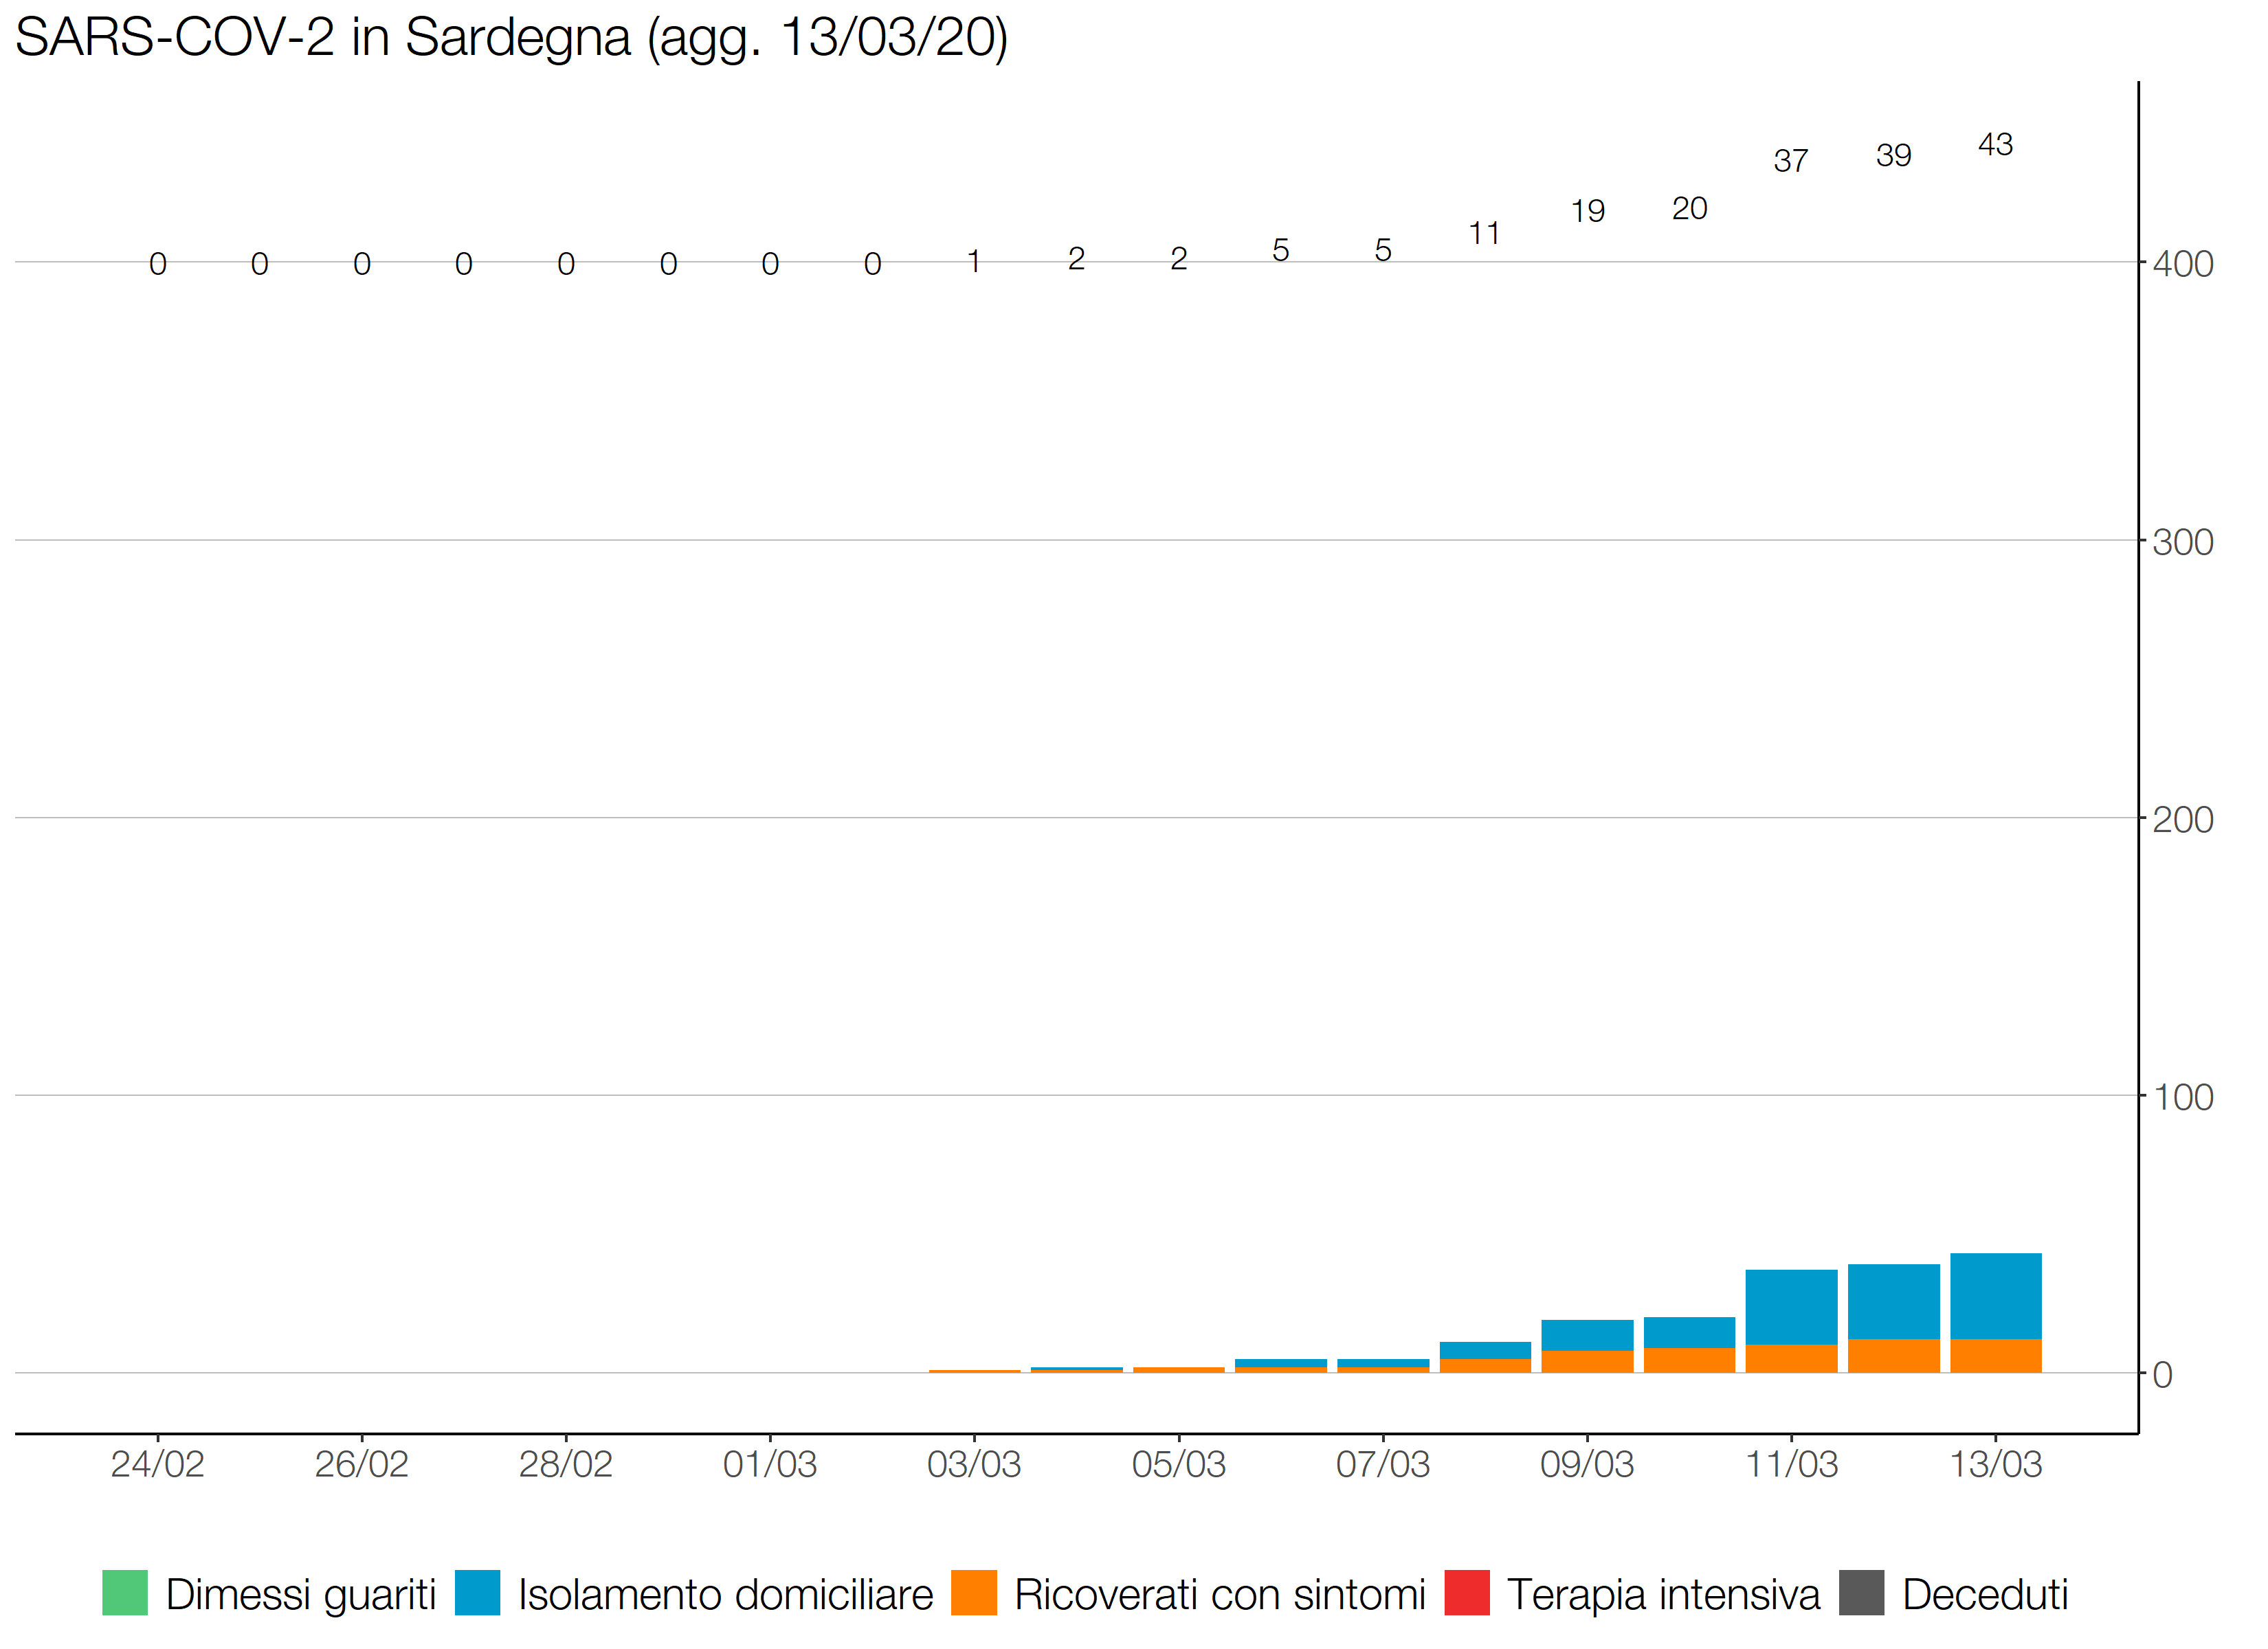 SARS-COV-2 in Sardegna (agg. 13/03/20)
0 0 0 0 0 0 0 0 1 2 2 5 5 11 19 20 37 39 43
400
300
200
100
0
24/02 26/02 28/02 01/03 03/03 05/03 07/03 09/03 11/03 13/03
Dimessi guariti Isolamento domiciliare Ricoverati con sintomi Terapia intensiva Deceduti